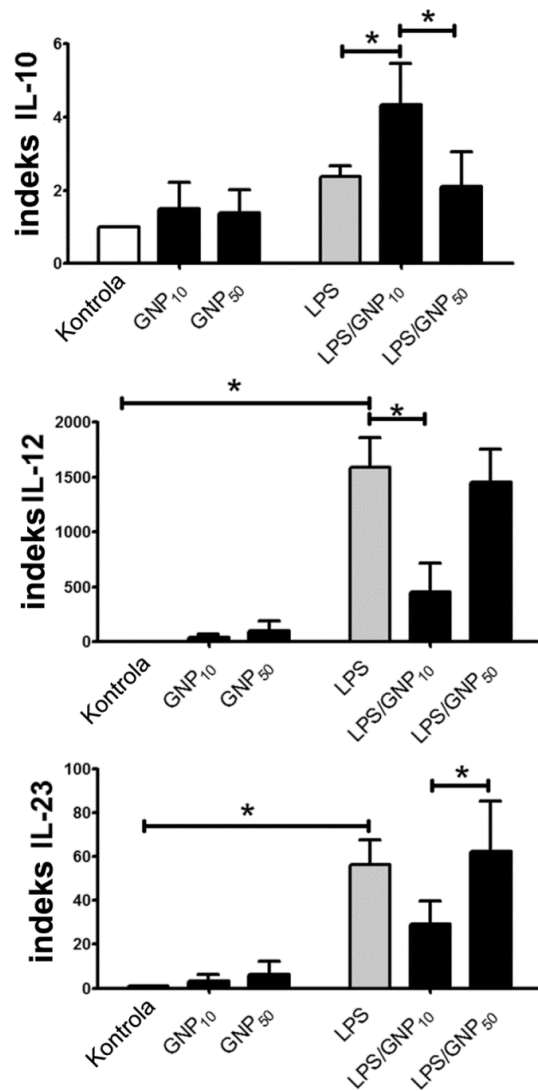 * *
6
4
2
0
indeks IL-10
Kontrola
GNP₁₀
GNP₅₀
LPS
LPS/GNP₁₀
LPS/GNP₅₀
* *
2000
1500
1000
500
0
indeks IL-12
Kontrola
GNP₁₀
GNP₅₀
LPS
LPS/GNP₁₀
LPS/GNP₅₀
* *
100
80
60
40
20
0
indeks IL-23
Kontrola
GNP₁₀
GNP₅₀
LPS
LPS/GNP₁₀
LPS/GNP₅₀